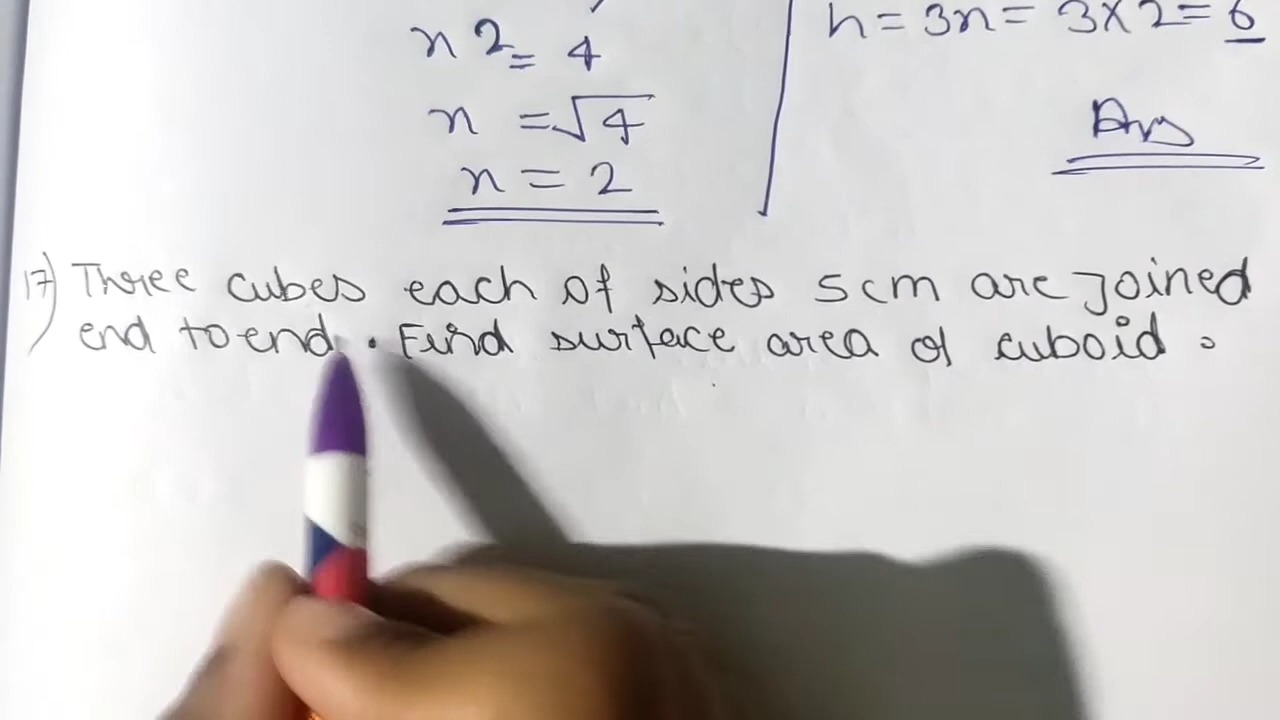 x 2 = 4
h = 3x = 3 x 2 = 6
x = √4
Ans
x = 2
17) Three cubes each of sides 5cm are joined
end to end. Find surface area of cuboid.